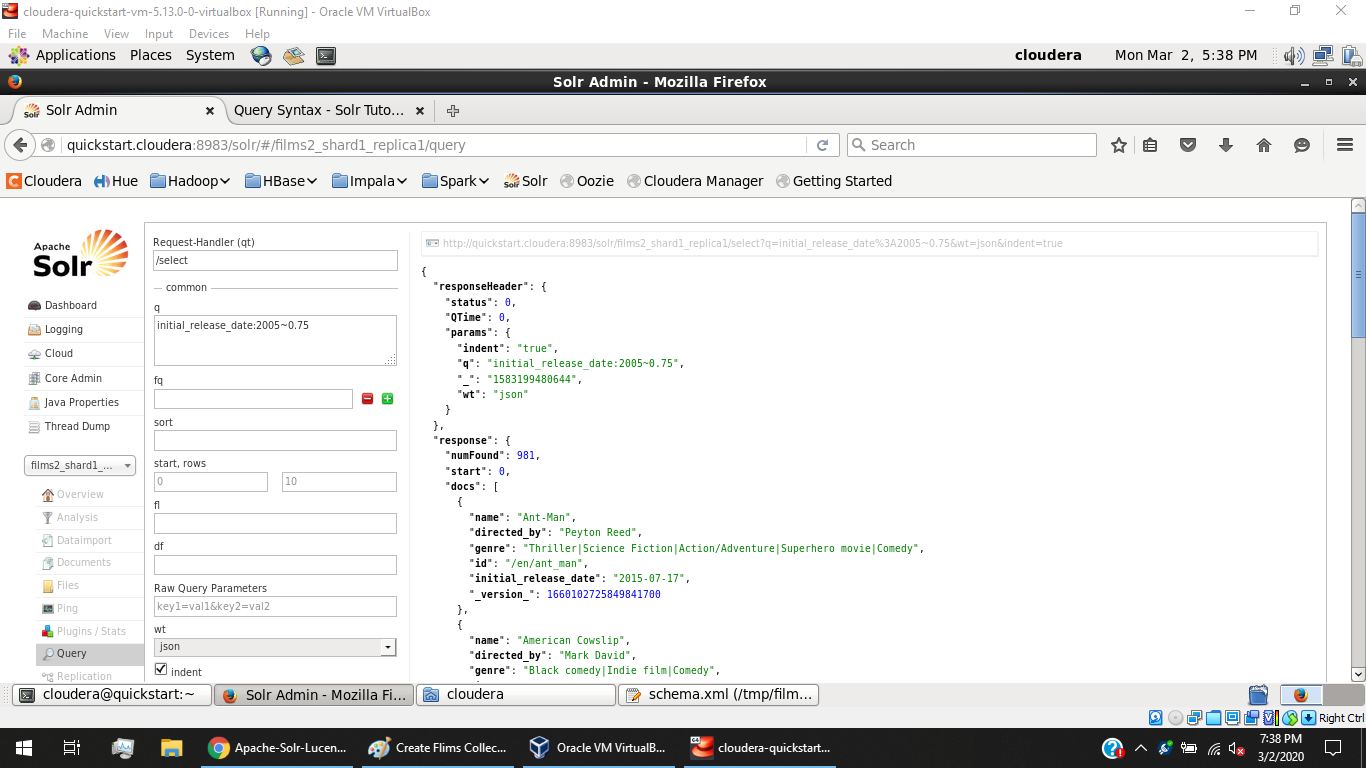 cloudera-quickstart-vm-5.13.0-0-virtualbox [Running] - Oracle VM VirtualBox
File Machine View Input Devices Help
Applications Places System cloudera Mon Mar 2, 5:38 PM
Solr Admin - Mozilla Firefox
Solr Admin Query Syntax - Solr Tuto...
quickstart.cloudera:8983/solr/#/films2_shard1_replica1/query Search
Cloudera Hue Hadoop HBase Impala Spark Solr Oozie Cloudera Manager Getting Started
Apache
Solr
Dashboard
Logging
Cloud
Core Admin
Java Properties
Thread Dump
films2_shard1_...
Overview
Analysis
Dataimport
Documents
Files
Ping
Plugins / Stats
Query
Replication
Request-Handler (qt)
/select
common
q
initial_release_date:2005~0.75
fq
sort
start, rows
0 10
fl
df
Raw Query Parameters
key1=val1&key2=val2
wt
json
indent
http://quickstart.cloudera:8983/solr/films2_shard1_replica1/select?q=initial_release_date%3A2005~0.75&wt=json&indent=true
{
"responseHeader": {
"status": 0,
"QTime": 0,
"params": {
"indent": "true",
"q": "initial_release_date:2005~0.75",
"_": "1583199480644",
"wt": "json"
}
},
"response": {
"numFound": 981,
"start": 0,
"docs": [
{
"name": "Ant-Man",
"directed_by": "Peyton Reed",
"genre": "Thriller|Science Fiction|Action/Adventure|Superhero movie|Comedy",
"id": "/en/ant_man",
"initial_release_date": "2015-07-17",
"_version_": 1660102725849841700
},
{
"name": "American Cowslip",
"directed_by": "Mark David",
"genre": "Black comedy|Indie film|Comedy",
cloudera@quickstart:~ Solr Admin - Mozilla Fi... cloudera schema.xml (/tmp/film...
Right Ctrl
Apache-Solr-Lucen... Create Flims Collec... Oracle VM VirtualB... cloudera-quickstart...
7:38 PM
3/2/2020